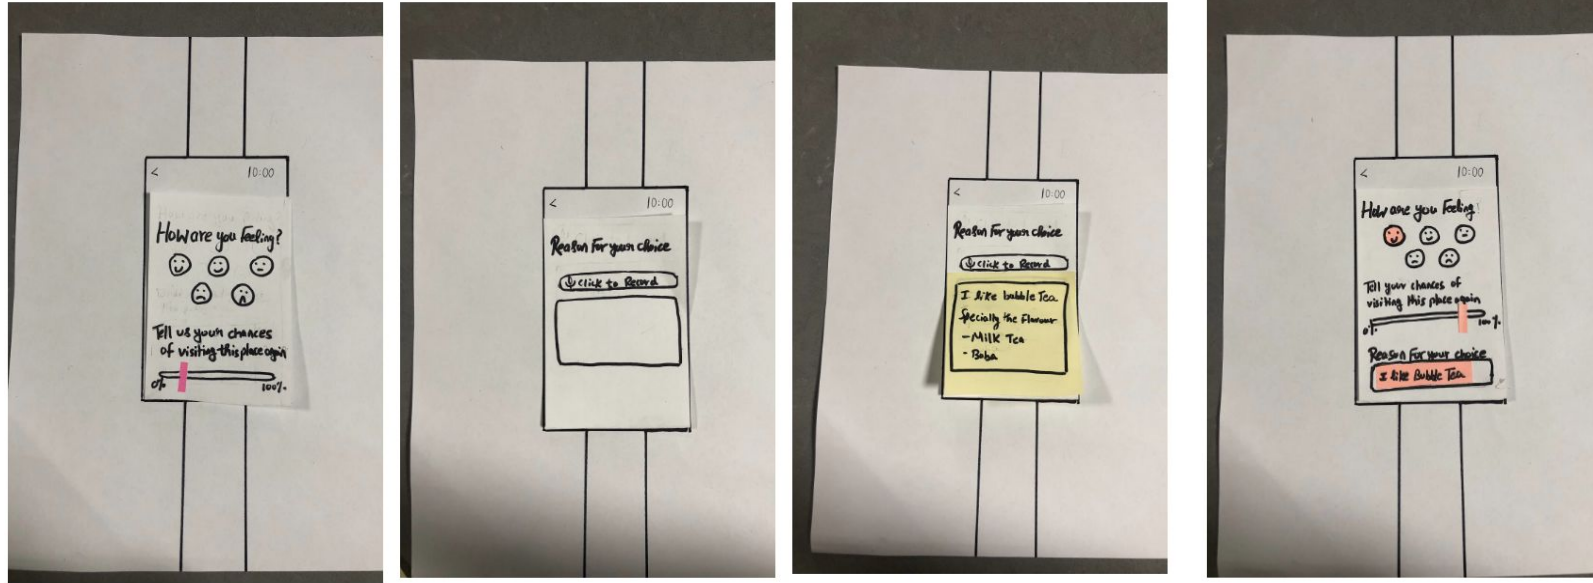 < 10:00
How are you Feeling?
Tell us your chances
of visiting this place again
0% 100%
< 10:00
Reason For your choice
Click to Record
< 10:00
Reason For your choice
Click to Record
I like bubble Tea
Specially the Flavour
- Milk Tea
- Boba
< 10:00
How are you Feeling
Tell your chances of
visiting this place again
0% 100%
Reason For your choice
I like Bubble Tea